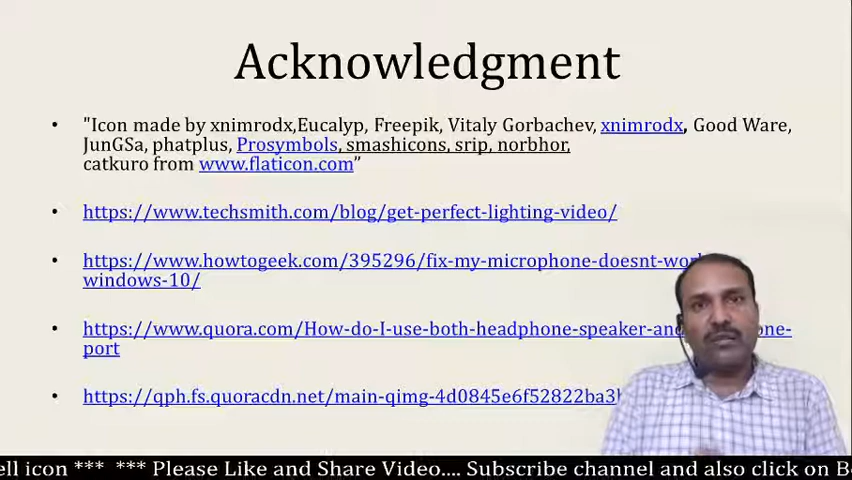 Acknowledgment
• "Icon made by xnimrodx,Eucalyp, Freepik, Vitaly Gorbachev, xnimrodx, Good Ware,
JunGSa, phatplus, Prosymbols, smashicons, srip, norbhor,
catkuro from www.flaticon.com”
• https://www.techsmith.com/blog/get-perfect-lighting-video/
• https://www.howtogeek.com/395296/fix-my-microphone-doesnt-wor
windows-10/
• https://www.quora.com/How-do-I-use-both-headphone-speaker-an one-
port
• https://qph.fs.quoracdn.net/main-qimg-4d0845e6f52822ba3
ell icon *** *** Please Like and Share Video.... Subscribe channel and also click on Be